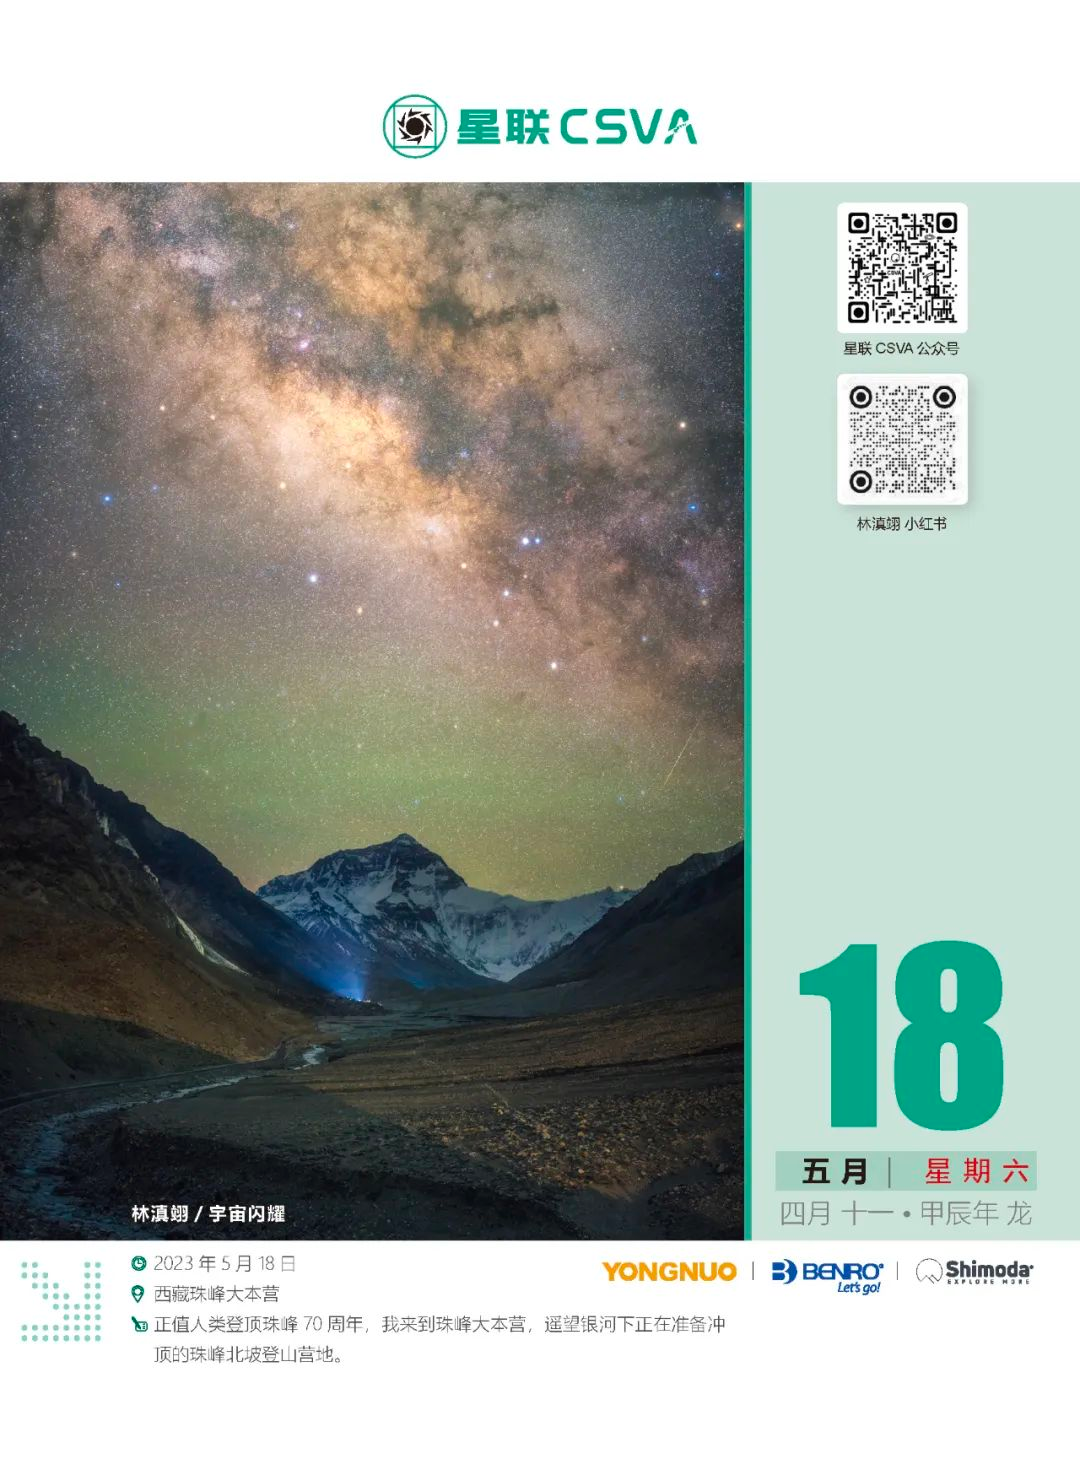 星联CSVA
星联 CSVA 公众号
林滇翊 小红书
18
五月 | 星期六
四月 十一 • 甲辰年 龙
林滇翊 / 宇宙闪耀
2023 年 5 月 18 日
西藏珠峰大本营
正值人类登顶珠峰 70 周年，我来到珠峰大本营，遥望银河下正在准备冲
顶的珠峰北坡登山营地。
YONGNUO | BENRO Let's go! | Shimoda EXPLORE MORE